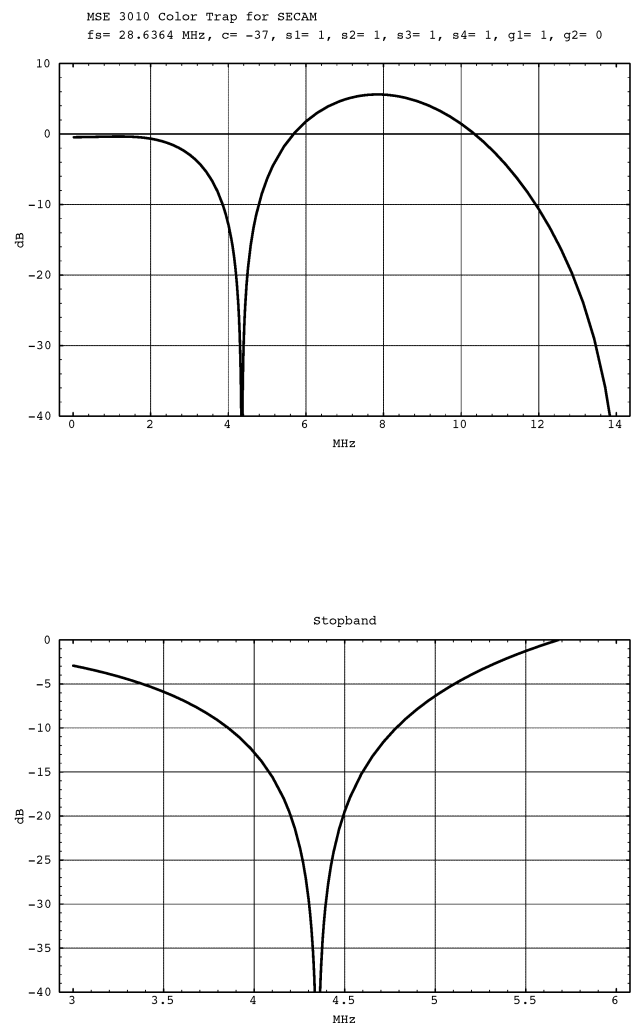 MSE 3010 Color Trap for SECAM
fs= 28.6364 MHz, c= -37, s1= 1, s2= 1, s3= 1, s4= 1, g1= 1, g2= 0
10
0
-10
-20
-30
-40
dB
0 2 4 6 8 10 12 14
MHz
Stopband
0
-5
-10
-15
-20
-25
-30
-35
-40
dB
3 3.5 4 4.5 5 5.5 6
MHz